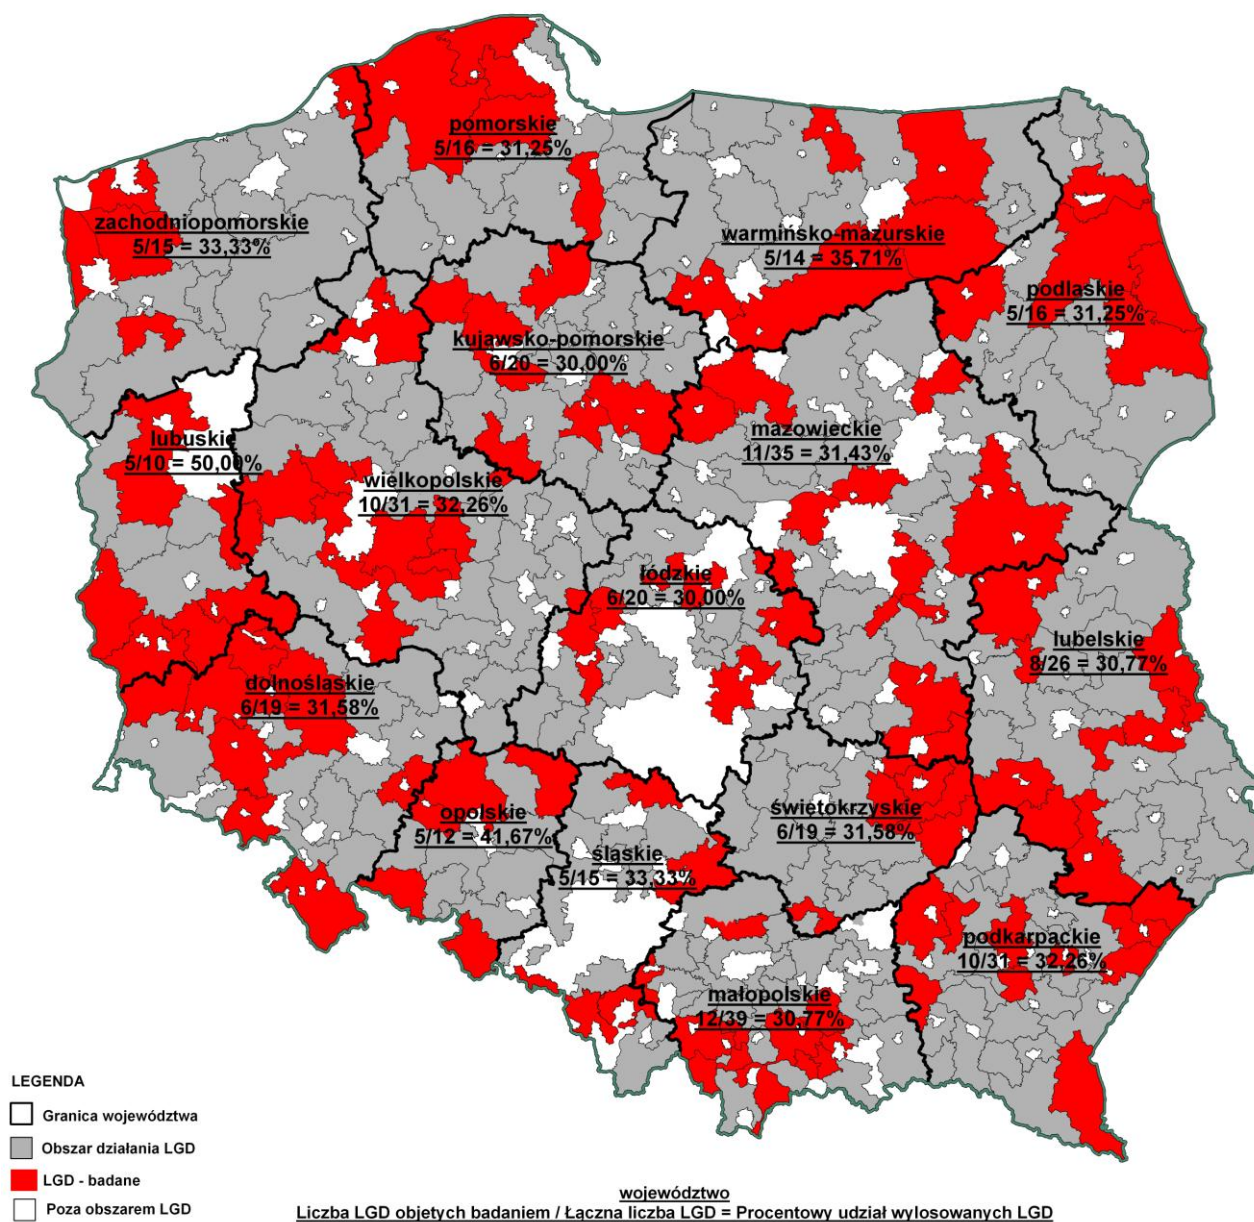 pomorskie
5/16 = 31,25%
zachodniopomorskie
5/15 = 33,33%
warmińsko-mazurskie
5/14 = 35,71%
podlaskie
5/16 = 31,25%
kujawsko-pomorskie
6/20 = 30,00%
lubuskie
5/10 = 50,00%
mazowieckie
11/35 = 31,43%
wielkopolskie
10/31 = 32,26%
łódzkie
6/20 = 30,00%
lubelskie
8/26 = 30,77%
dolnośląskie
6/19 = 31,58%
opolskie
5/12 = 41,67%
świętokrzyskie
6/19 = 31,58%
śląskie
5/15 = 33,33%
podkarpackie
10/31 = 32,26%
małopolskie
12/39 = 30,77%
LEGENDA
Granica województwa
Obszar działania LGD
LGD - badane
Poza obszarem LGD
województwo
Liczba LGD objetych badaniem / Łączna liczba LGD = Procentowy udział wylosowanych LGD